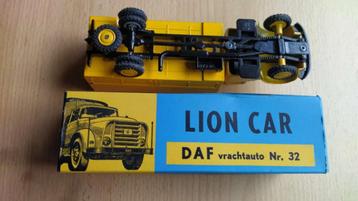 LION CAR
DAF vrachtauto Nr. 32